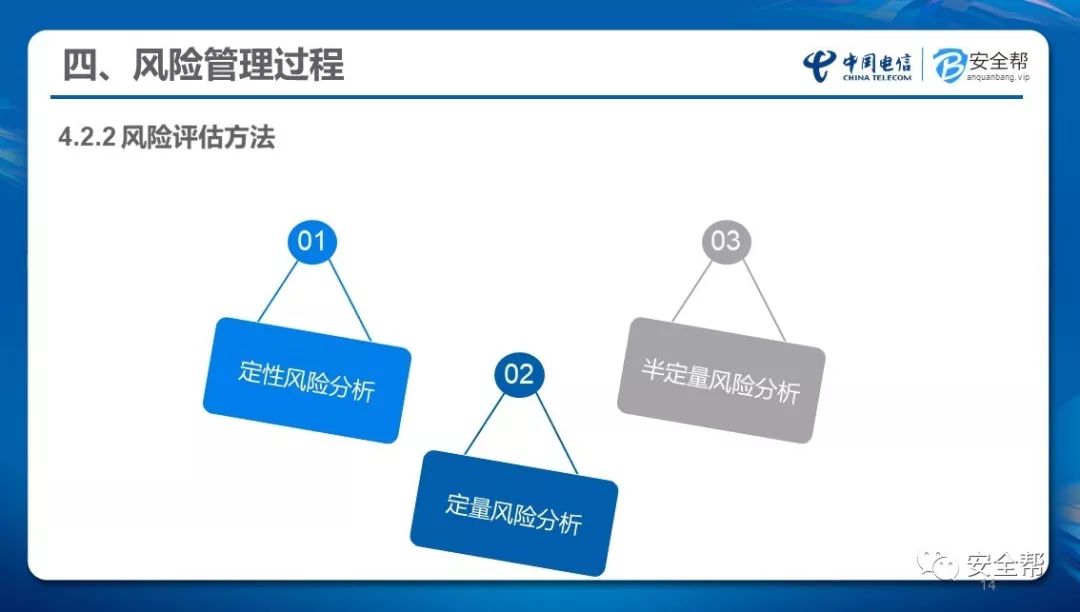 四、风险管理过程
中国电信
CHINA TELECOM
安全帮
anquanbang.vip
4.2.2 风险评估方法
01
定性风险分析
02
定量风险分析
03
半定量风险分析
安全帮
14